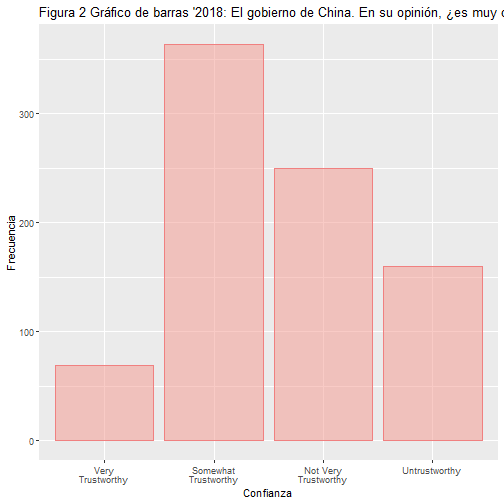 Figura 2 Gráfico de barras '2018: El gobierno de China. En su opinión, ¿es muy
Frecuencia
300
200
100
0
Very
Trustworthy
Somewhat
Trustworthy
Not Very
Trustworthy
Untrustworthy
Confianza